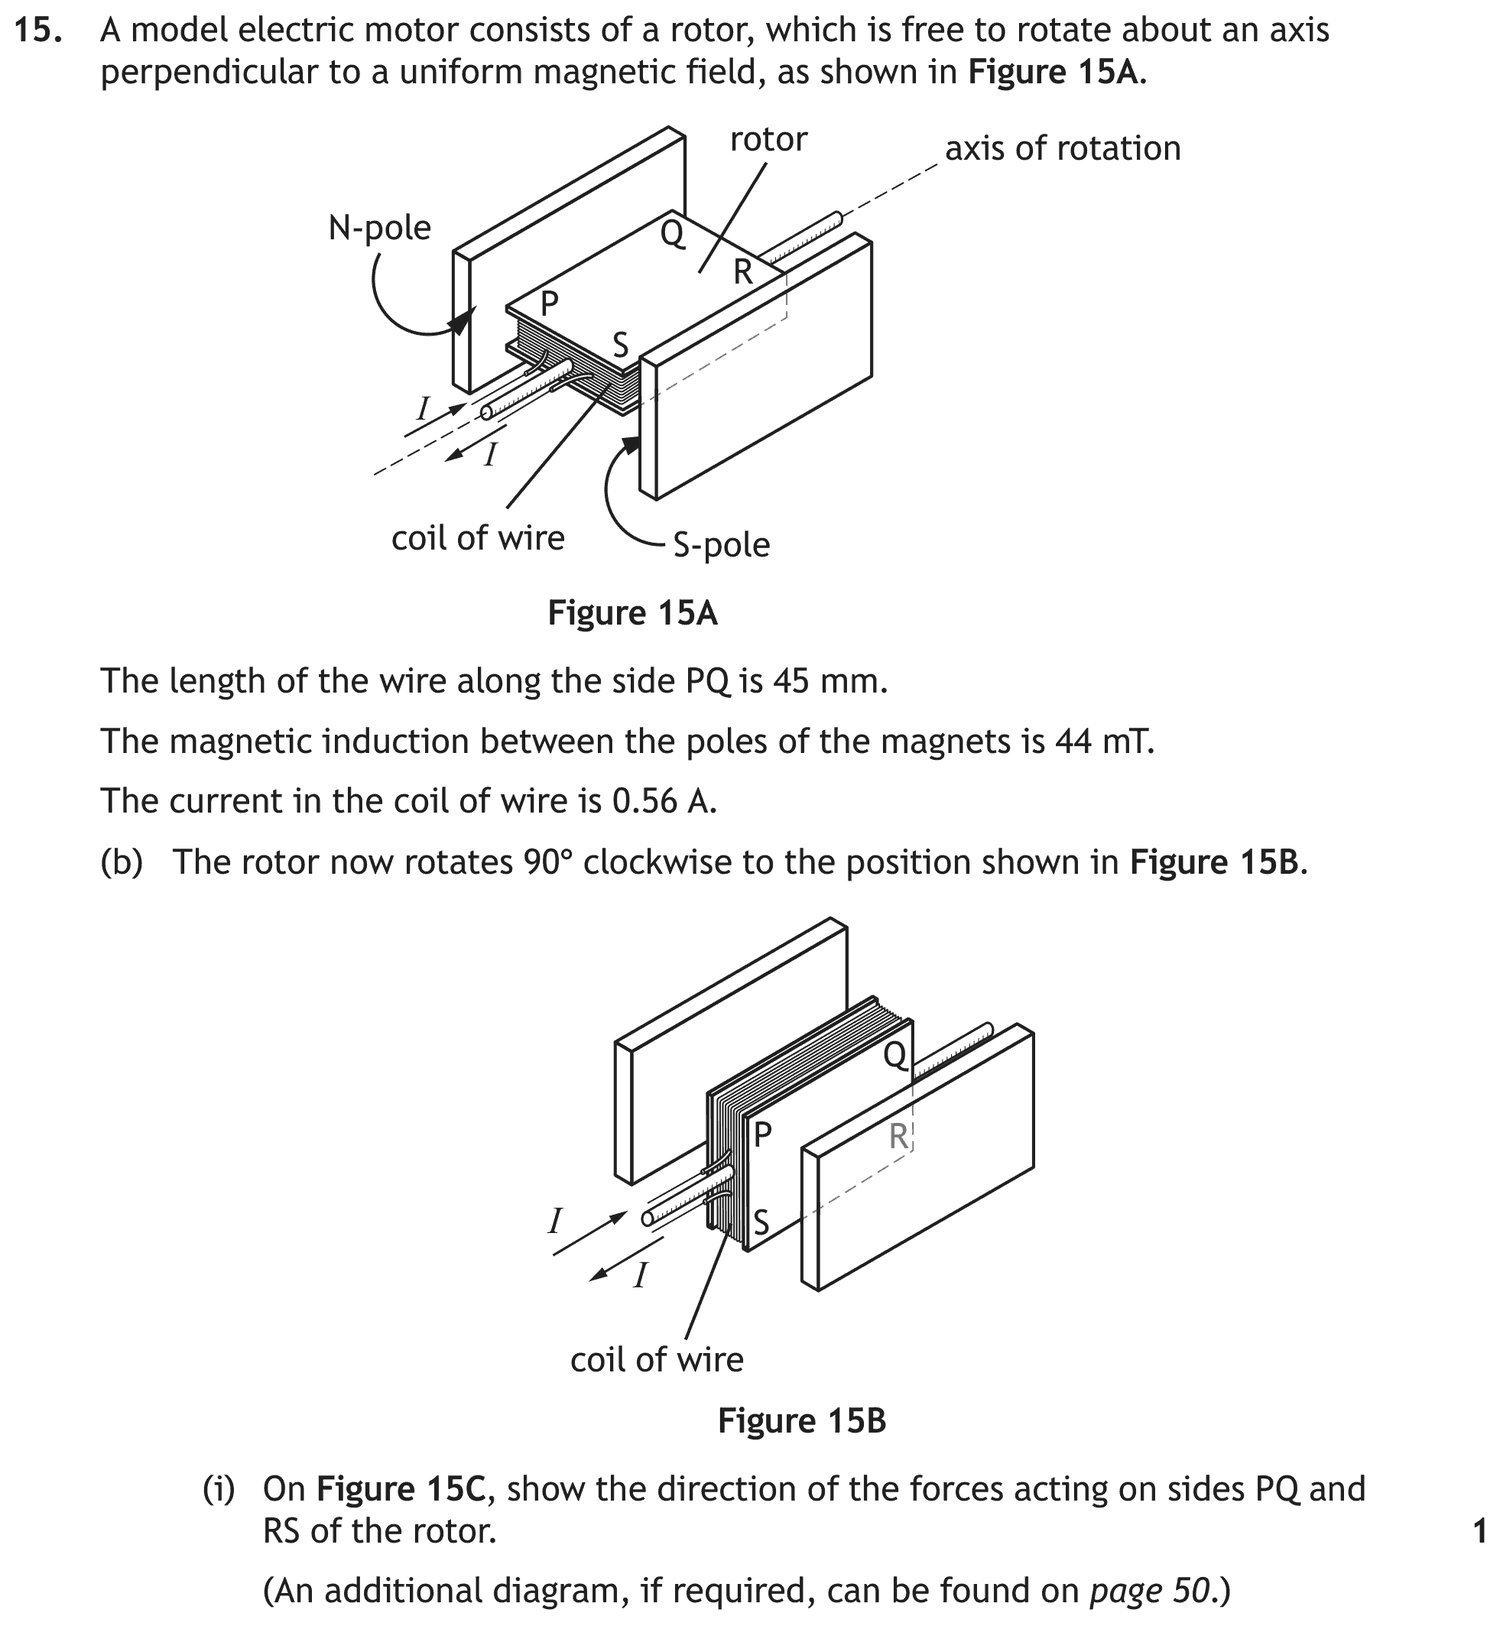 15. A model electric motor consists of a rotor, which is free to rotate about an axis
perpendicular to a uniform magnetic field, as shown in Figure 15A.
rotor
axis of rotation
N-pole
Q
R
P
S
I
I
coil of wire
S-pole
Figure 15A
The length of the wire along the side PQ is 45 mm.
The magnetic induction between the poles of the magnets is 44 mT.
The current in the coil of wire is 0.56 A.
(b) The rotor now rotates 90° clockwise to the position shown in Figure 15B.
Q
P
R
S
I
I
coil of wire
Figure 15B
(i) On Figure 15C, show the direction of the forces acting on sides PQ and
RS of the rotor. 1
(An additional diagram, if required, can be found on page 50.)